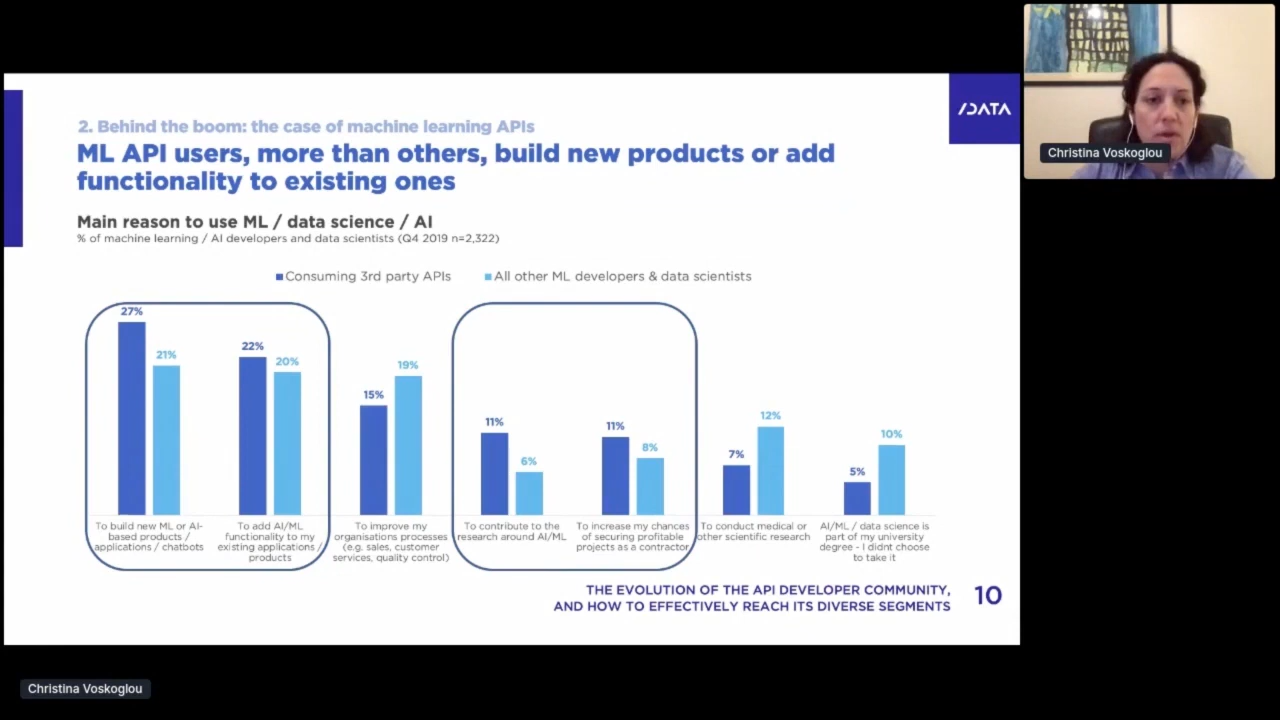 2. Behind the boom: the case of machine learning APIs
ML API users, more than others, build new products or add
functionality to existing ones
/DATA
Christina Voskoglou
Main reason to use ML / data science / AI
% of machine learning / AI developers and data scientists (Q4 2019 n=2,322)
Consuming 3rd party APIs
All other ML developers & data scientists
27%
21%
To build new ML or AI-
based products /
applications / chatbots
22%
20%
To add AI/ML
functionality to my
existing applications /
products
15%
19%
To improve my
organisations processes
(e.g. sales, customer
services, quality control)
11%
6%
To contribute to the
research around AI/ML
11%
8%
To increase my chances
of securing profitable
projects as a contractor
7%
12%
To conduct medical or
other scientific research
5%
10%
AI/ML / data science is
part of my university
degree - I didnt choose
to take it
THE EVOLUTION OF THE API DEVELOPER COMMUNITY,
AND HOW TO EFFECTIVELY REACH ITS DIVERSE SEGMENTS
10
Christina Voskoglou